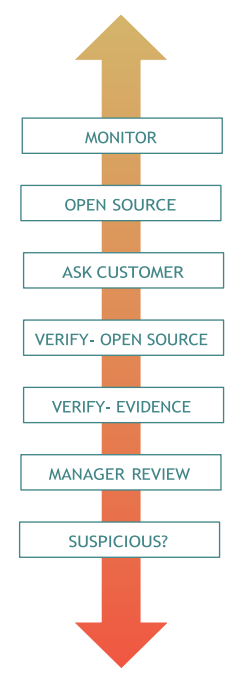 MONITOR
OPEN SOURCE
ASK CUSTOMER
VERIFY- OPEN SOURCE
VERIFY- EVIDENCE
MANAGER REVIEW
SUSPICIOUS?